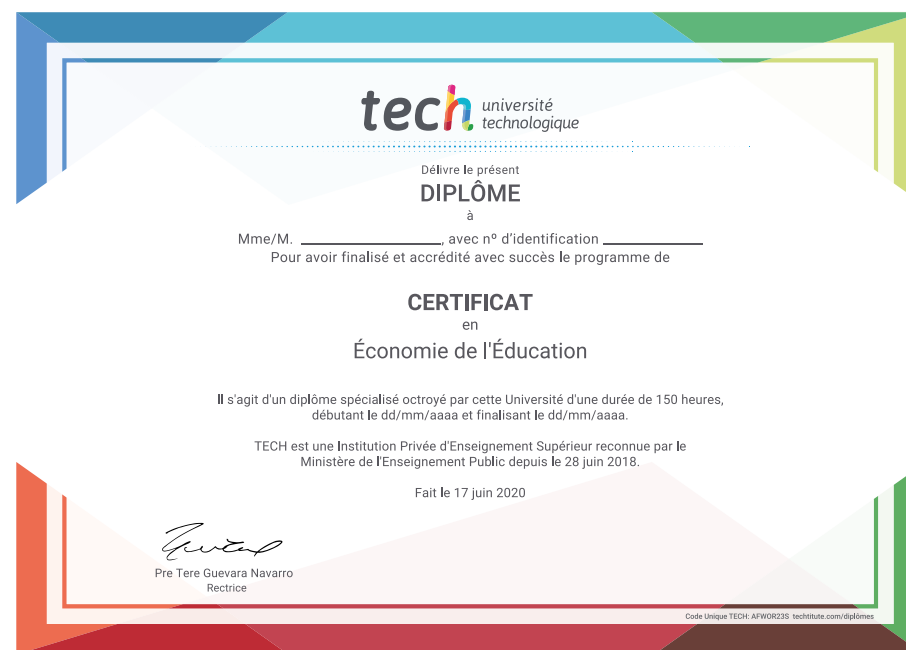 tech université
technologique
Délivre le présent
DIPLÔME
à
Mme/M. ____________________, avec nº d'identification ______________
Pour avoir finalisé et accrédité avec succès le programme de
CERTIFICAT
en
Économie de l'Éducation
Il s'agit d'un diplôme spécialisé octroyé par cette Université d'une durée de 150 heures,
débutant le dd/mm/aaaa et finalisant le dd/mm/aaaa.
TECH est une Institution Privée d'Enseignement Supérieur reconnue par le
Ministère de l'Enseignement Public depuis le 28 juin 2018.
Fait le 17 juin 2020
Pre Tere Guevara Navarro
Rectrice
Code Unique TECH: AFWOR23S techtitute.com/diplômes